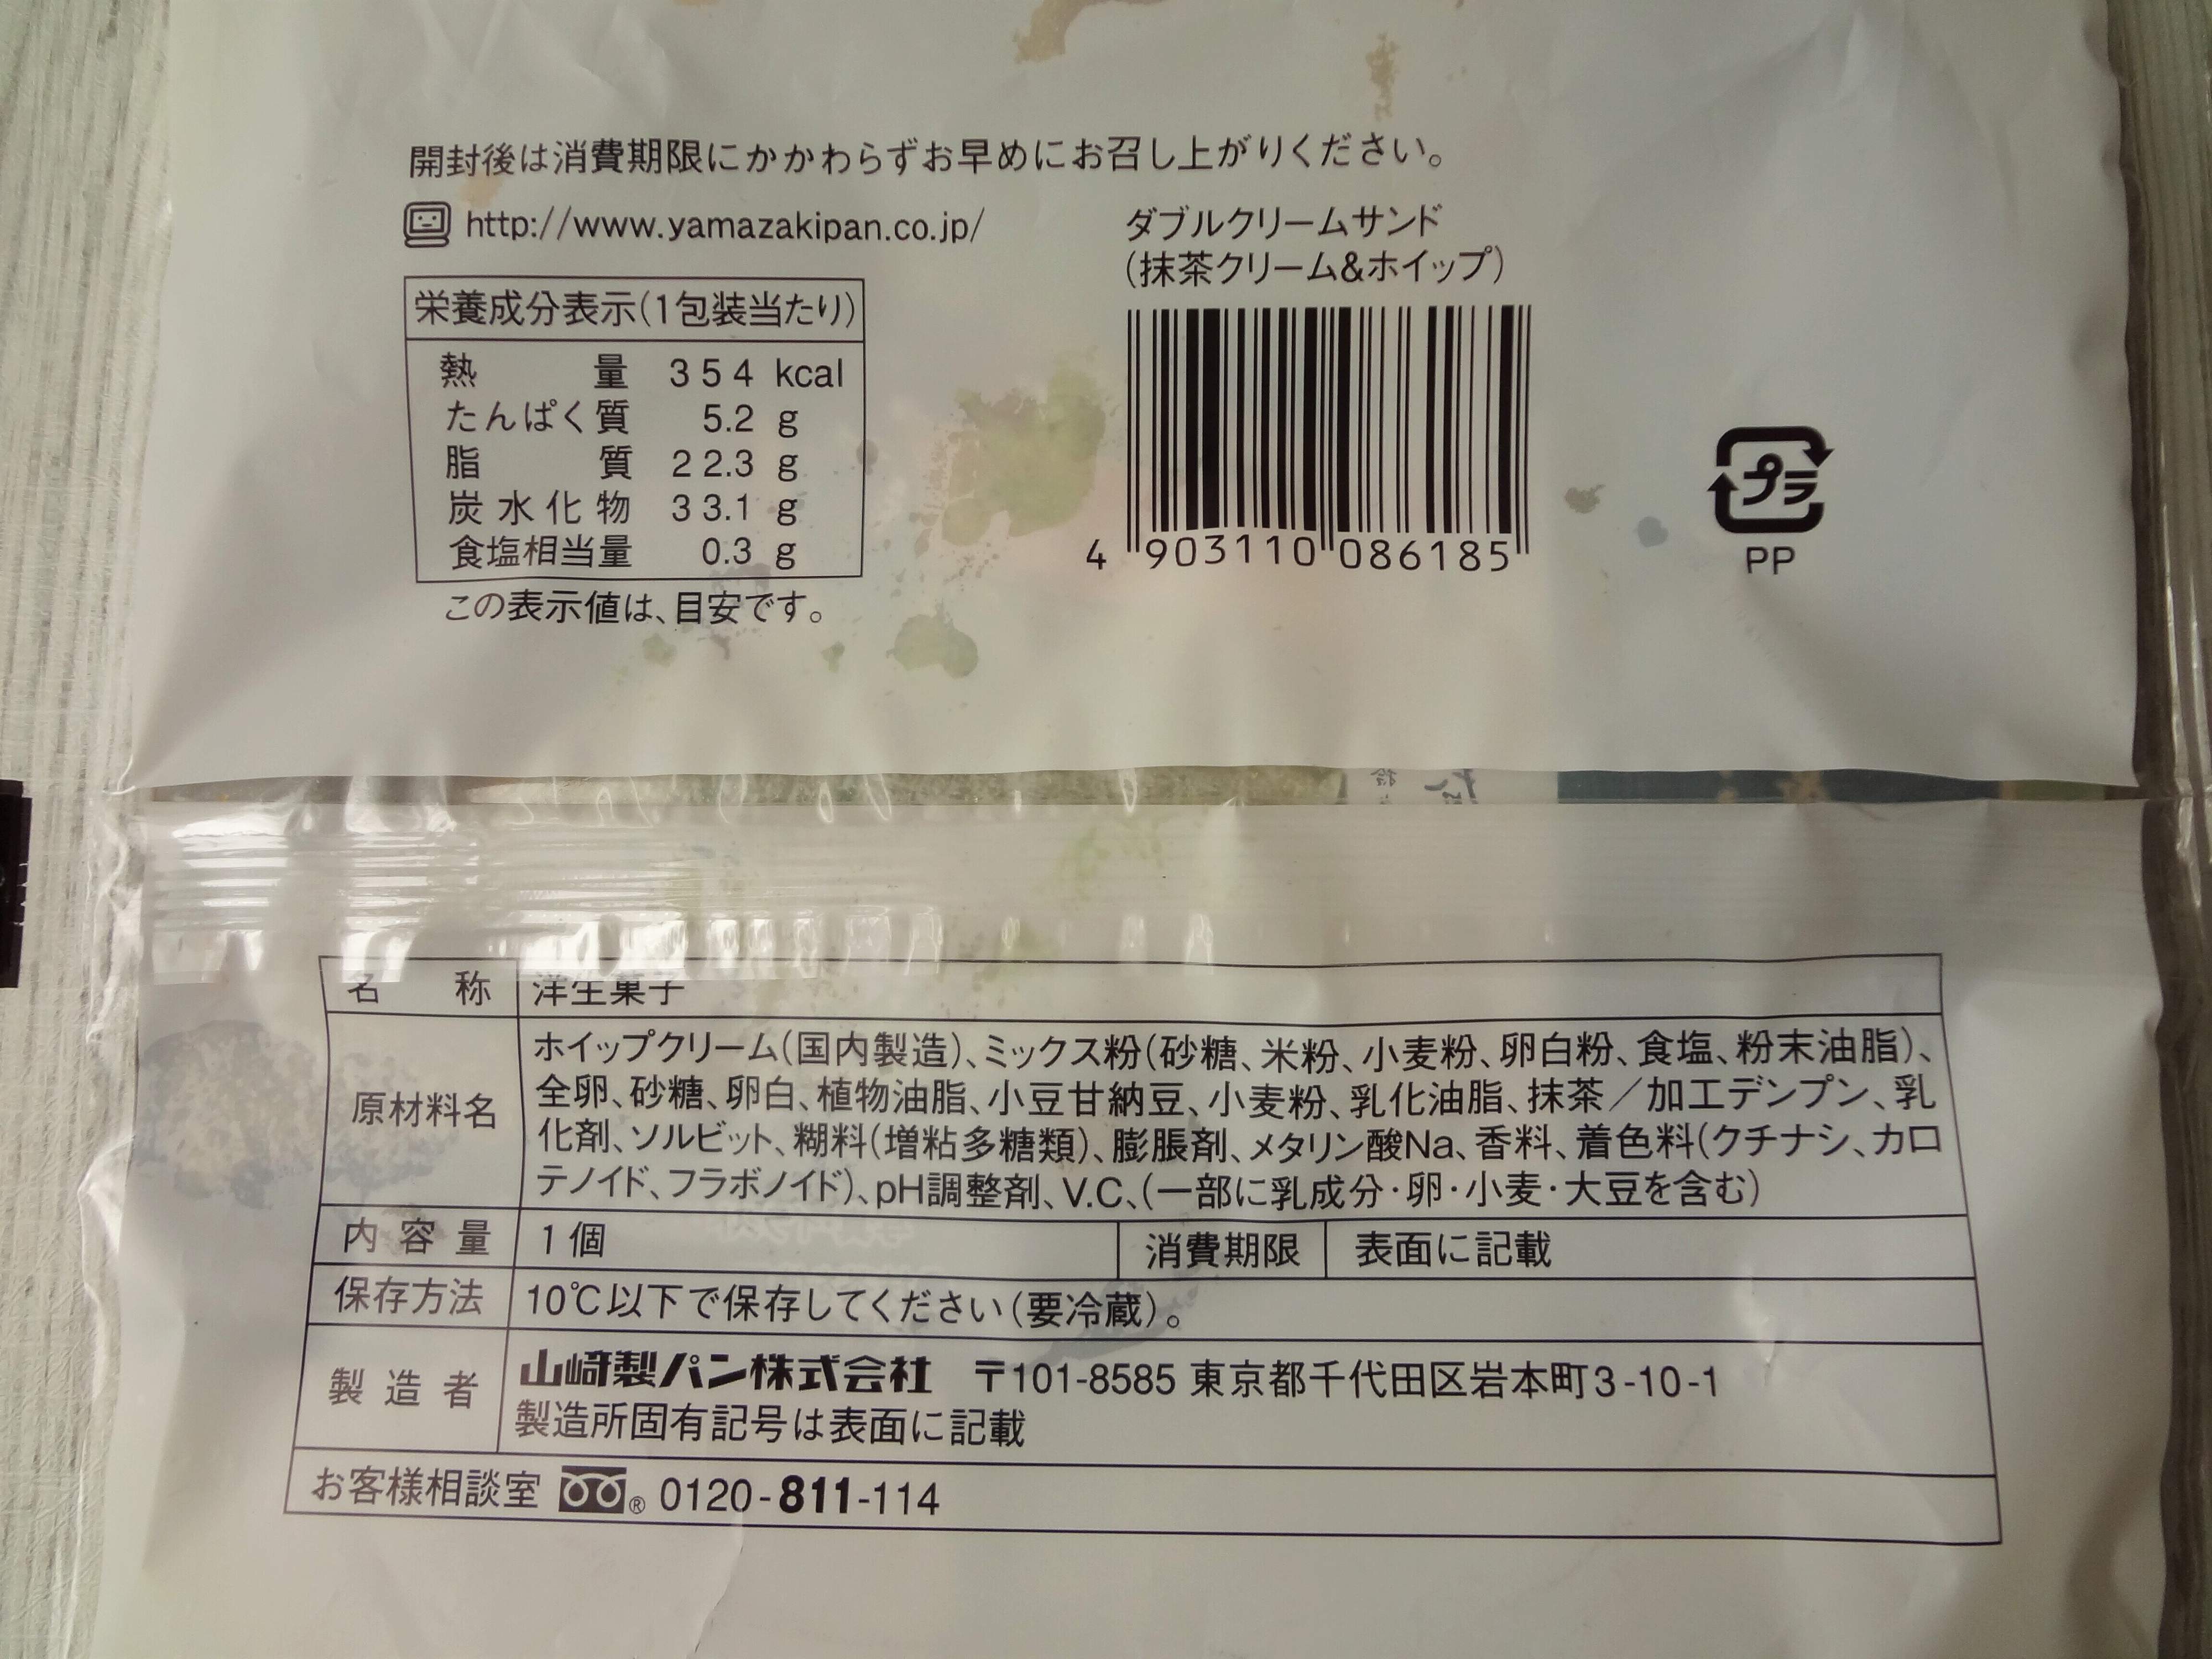 開封後は消費期限にかかわらずお早めにお召し上がりください。
http://www.yamazakipan.co.jp/
ダブルクリームサンド
(抹茶クリーム&ホイップ)
栄養成分表示(1包装当たり)
熱量 354 kcal
たんぱく質 5.2 g
脂質 22.3 g
炭水化物 33.1 g
食塩相当量 0.3 g
この表示値は、目安です。
4 903110 086185
プラ
PP
名称 洋生菓子
原材料名 ホイップクリーム(国内製造)、ミックス粉(砂糖、米粉、小麦粉、卵白粉、食塩、粉末油脂)、
全卵、砂糖、卵白、植物油脂、小豆甘納豆、小麦粉、乳化油脂、抹茶/加工デンプン、乳
化剤、ソルビット、糊料(増粘多糖類)、膨脹剤、メタリン酸Na、香料、着色料(クチナシ、カロ
テノイド、フラボノイド)、pH調整剤、V.C、(一部に乳成分・卵・小麦・大豆を含む)
内容量 1個 消費期限 表面に記載
保存方法 10℃以下で保存してください(要冷蔵)。
製造者 山﨑製パン株式会社 〒101-8585 東京都千代田区岩本町3-10-1
製造所固有記号は表面に記載
お客様相談室 ® 0120-811-114